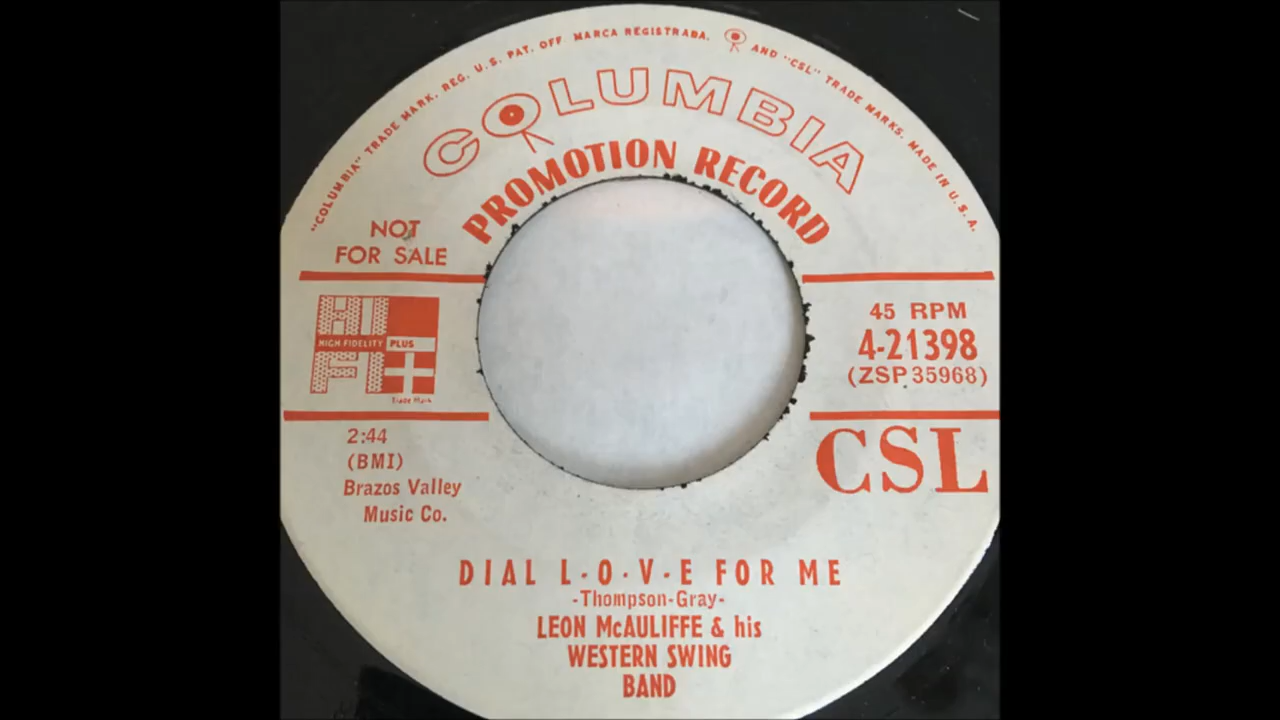 "COLUMBIA" TRADE MARK. REG. U.S. PAT. OFF. MARCA REGISTRADA. AND "CSL" TRADE MARKS. MADE IN U.S.A.
COLUMBIA
PROMOTION RECORD
NOT
FOR SALE
HI
HIGH FIDELITY PLUS
FI
Trade Mark
45 RPM
4-21398
(ZSP 35968)
CSL
2:44
(BMI)
Brazos Valley
Music Co.
DIAL L-O-V-E FOR ME
-Thompson-Gray-
LEON McAULIFFE & his
WESTERN SWING
BAND